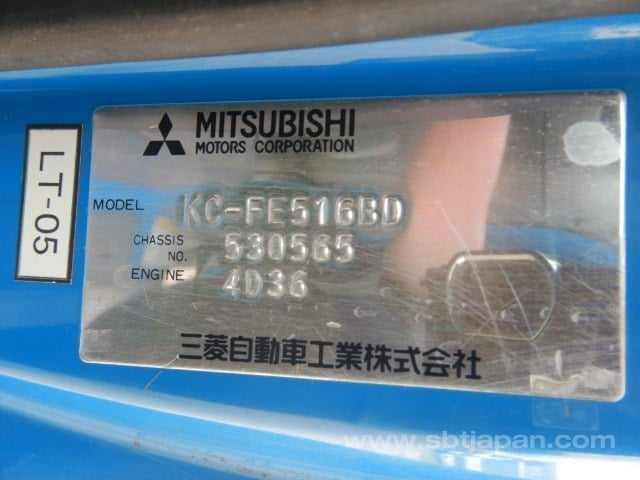 MITSUBISHI
MOTORS CORPORATION
LT-05
MODEL KC-FE516BD
CHASSIS NO. 530565
ENGINE 4D36
三菱自動車工業株式会社
www.sbtjapan.com